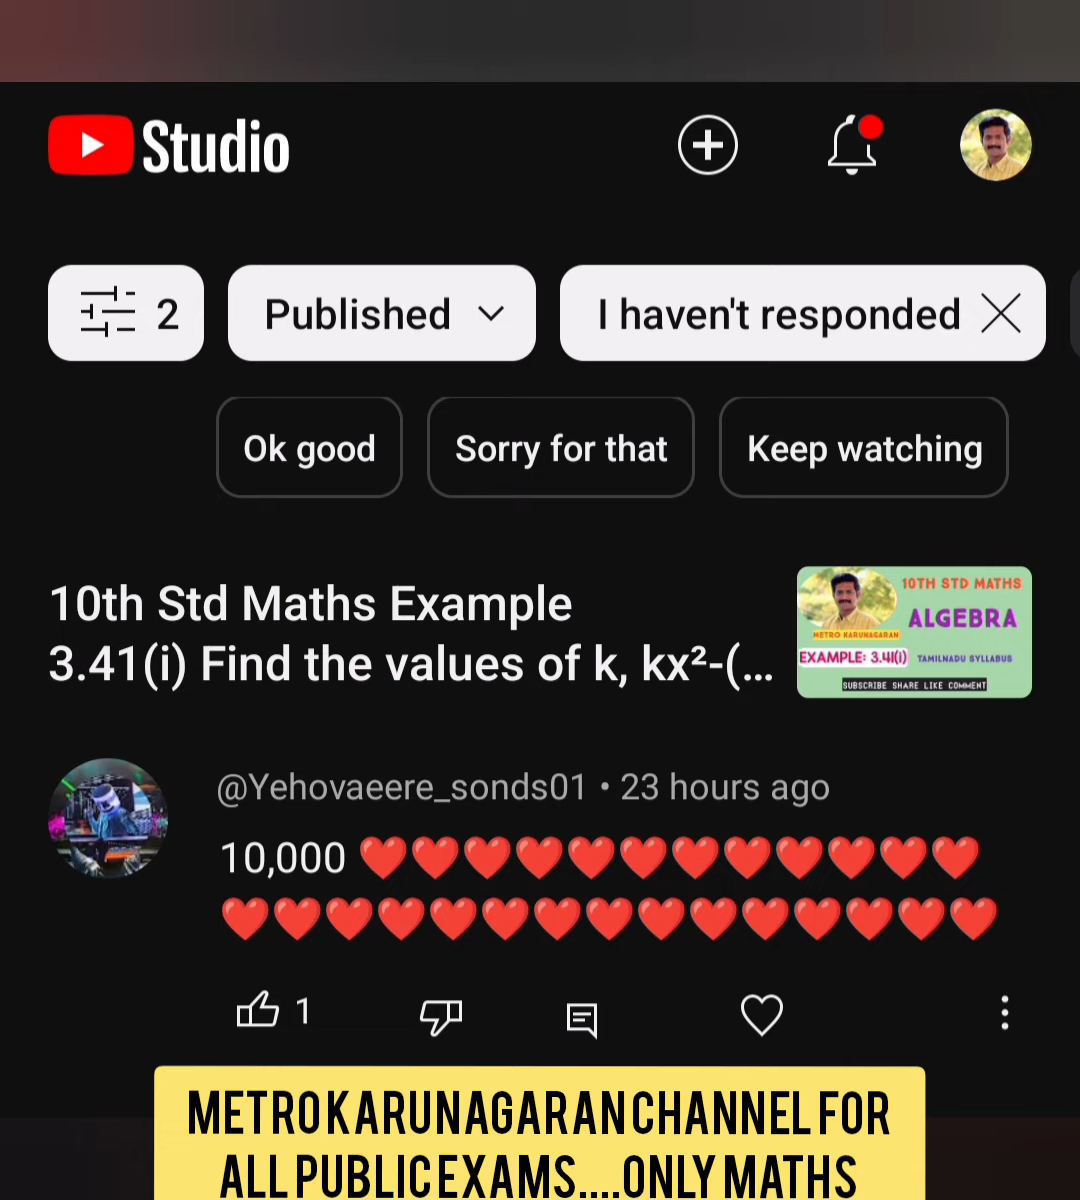 Studio
2
Published
I haven't responded
Ok good
Sorry for that
Keep watching
10th Std Maths Example
3.41(i) Find the values of k, kx²-(...
10TH STD MATHS
ALGEBRA
METRO KARUNAGARAN
EXAMPLE: 3.41(i) TAMILNADU SYLLABUS
SUBSCRIBE SHARE LIKE COMMENT
@Yehovaeere_sonds01 • 23 hours ago
10,000 ❤️❤️❤️❤️❤️❤️❤️❤️❤️❤️❤️❤️
❤️❤️❤️❤️❤️❤️❤️❤️❤️❤️❤️❤️❤️❤️❤️
1
METRO KARUNAGARAN CHANNEL FOR
ALL PUBLIC EXAMS....ONLY MATHS